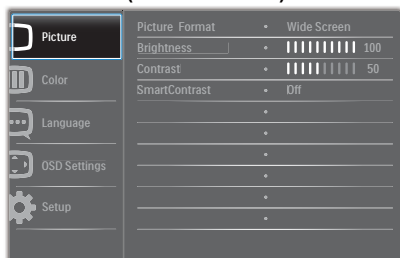 Picture
Color
Language
OSD Settings
Setup
Picture Format • Wide Screen
Brightness • 100
Contrast • 50
SmartContrast • Off
•
•
•
•
•
•